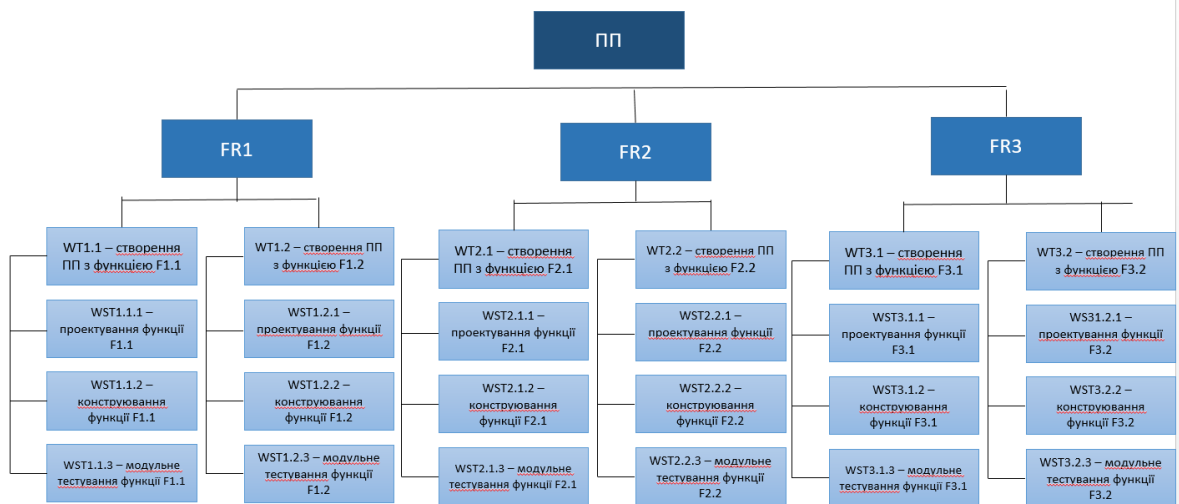 ПП
FR1
FR2
FR3
WT1.1 – створення
ПП з функцією F1.1
WST1.1.1 –
проектування функції
F1.1
WST1.1.2 –
конструювання
функції F1.1
WST1.1.3 – модульне
тестування функції F1.1
WT1.2 – створення ПП
з функцією F1.2
WST1.2.1 –
проектування функції
F1.2
WST1.2.2 –
конструювання
функції F1.2
WST1.2.3 – модульне
тестування функції
F1.2
WT2.1 – створення
ПП з функцією F2.1
WST2.1.1 –
проектування функції
F2.1
WST2.1.2 –
конструювання
функції F2.1
WST2.1.3 – модульне
тестування функції F2.1
WT2.2 – створення ПП
з функцією F2.2
WST2.2.1 –
проектування функції
F2.2
WST2.2.2 –
конструювання
функції F2.2
WST2.2.3 – модульне
тестування функції
F2.2
WT3.1 – створення
ПП з функцією F3.1
WST3.1.1 –
проектування функції
F3.1
WST3.1.2 –
конструювання
функції F3.1
WST3.1.3 – модульне
тестування функції F3.1
WT3.2 – створення ПП
з функцією F3.2
WS31.2.1 –
проектування функції
F3.2
WST3.2.2 –
конструювання
функції F3.2
WST3.2.3 – модульне
тестування функції
F3.2